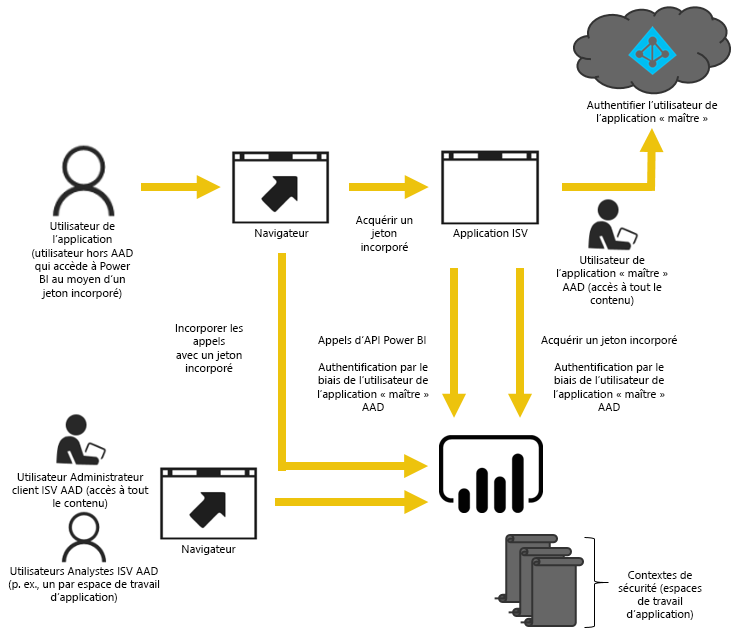 Authentifier l'utilisateur de
l'application « maître »
Utilisateur de
l'application
(utilisateur hors AAD
qui accède à Power
BI au moyen d'un
jeton incorporé)
Navigateur
Acquérir un
jeton
incorporé
Application ISV
Utilisateur de
l'application « maître »
AAD (accès à tout le
contenu)
Incorporer les
appels
avec un jeton
incorporé
Appels d'API Power BI
Authentification par le
biais de l'utilisateur de
l'application « maître »
AAD
Acquérir un jeton incorporé
Authentification par le
biais de l'utilisateur de
l'application « maître »
AAD
Utilisateur Administrateur
client ISV AAD (accès à tout
le contenu)
Navigateur
Utilisateurs Analystes ISV AAD
(p. ex., un par espace de travail
d'application)
Contextes de
sécurité (espaces
de travail
d'application)